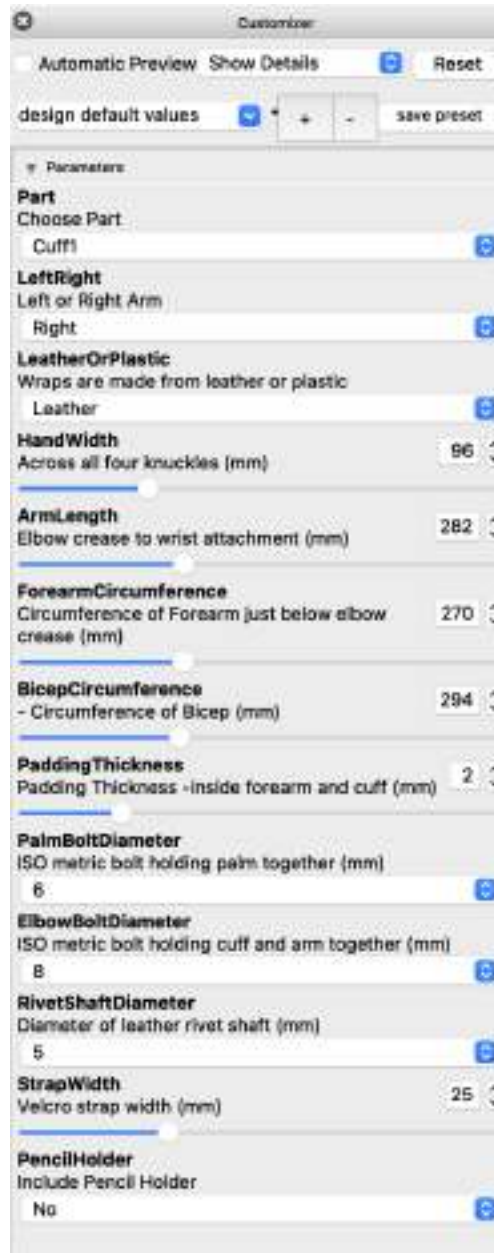 Customizer
Automatic Preview Show Details Reset
design default values * + - save preset
Parameters
Part
Choose Part
Cuff1
LeftRight
Left or Right Arm
Right
LeatherOrPlastic
Wraps are made from leather or plastic
Leather
HandWidth
Across all four knuckles (mm) 96
ArmLength
Elbow crease to wrist attachment (mm) 282
ForearmCircumference
Circumference of Forearm just below elbow 270
crease (mm)
BicepCircumference
- Circumference of Bicep (mm) 294
PaddingThickness
Padding Thickness -inside forearm and cuff (mm) 2
PalmBoltDiameter
ISO metric bolt holding palm together (mm)
6
ElbowBoltDiameter
ISO metric bolt holding cuff and arm together (mm)
8
RivetShaftDiameter
Diameter of leather rivet shaft (mm)
5
StrapWidth
Velcro strap width (mm) 25
PencilHolder
Include Pencil Holder
No